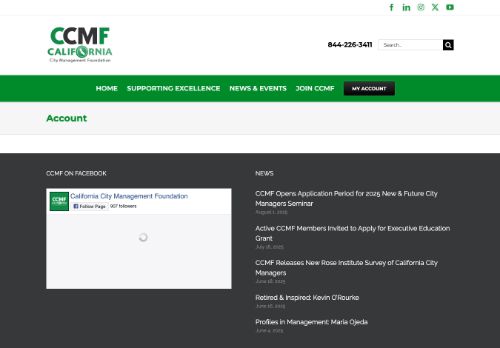 CCMF
CALIFORNIA
City Management Foundation
844-226-3411
Search...
HOME SUPPORTING EXCELLENCE NEWS & EVENTS JOIN CCMF MY ACCOUNT
Account
CCMF ON FACEBOOK
CCMF
California City Management Foundation
Follow Page 907 followers
NEWS
CCMF Opens Application Period for 2025 New & Future City
Managers Seminar
August 1, 2025
Active CCMF Members Invited to Apply for Executive Education
Grant
July 18, 2025
CCMF Releases New Rose Institute Survey of California City
Managers
June 18, 2025
Retired & Inspired: Kevin O'Rourke
June 16, 2025
Profiles in Management: Maria Ojeda
June 4, 2025